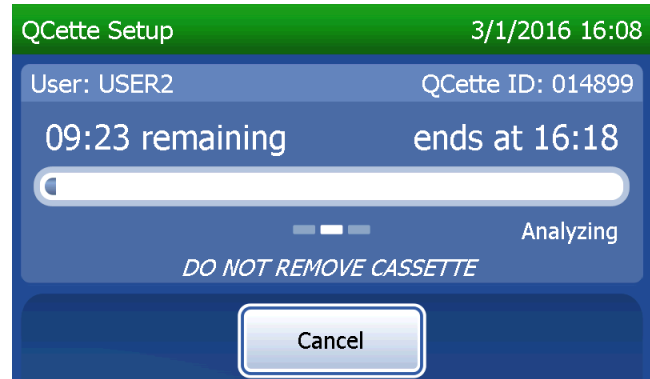 QCette Setup 3/1/2016 16:08
User: USER2 QCette ID: 014899
09:23 remaining ends at 16:18
Analyzing
DO NOT REMOVE CASSETTE
Cancel